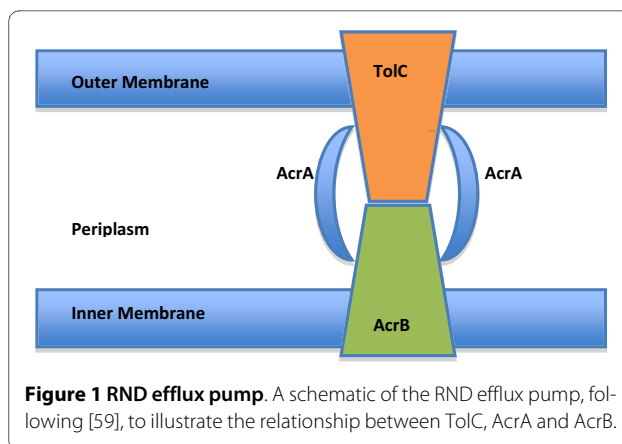 TolC
Outer Membrane
AcrA
AcrA
Periplasm
Inner Membrane
AcrB
Figure 1 RND efflux pump. A schematic of the RND efflux pump, fol-
lowing [59], to illustrate the relationship between TolC, AcrA and AcrB.